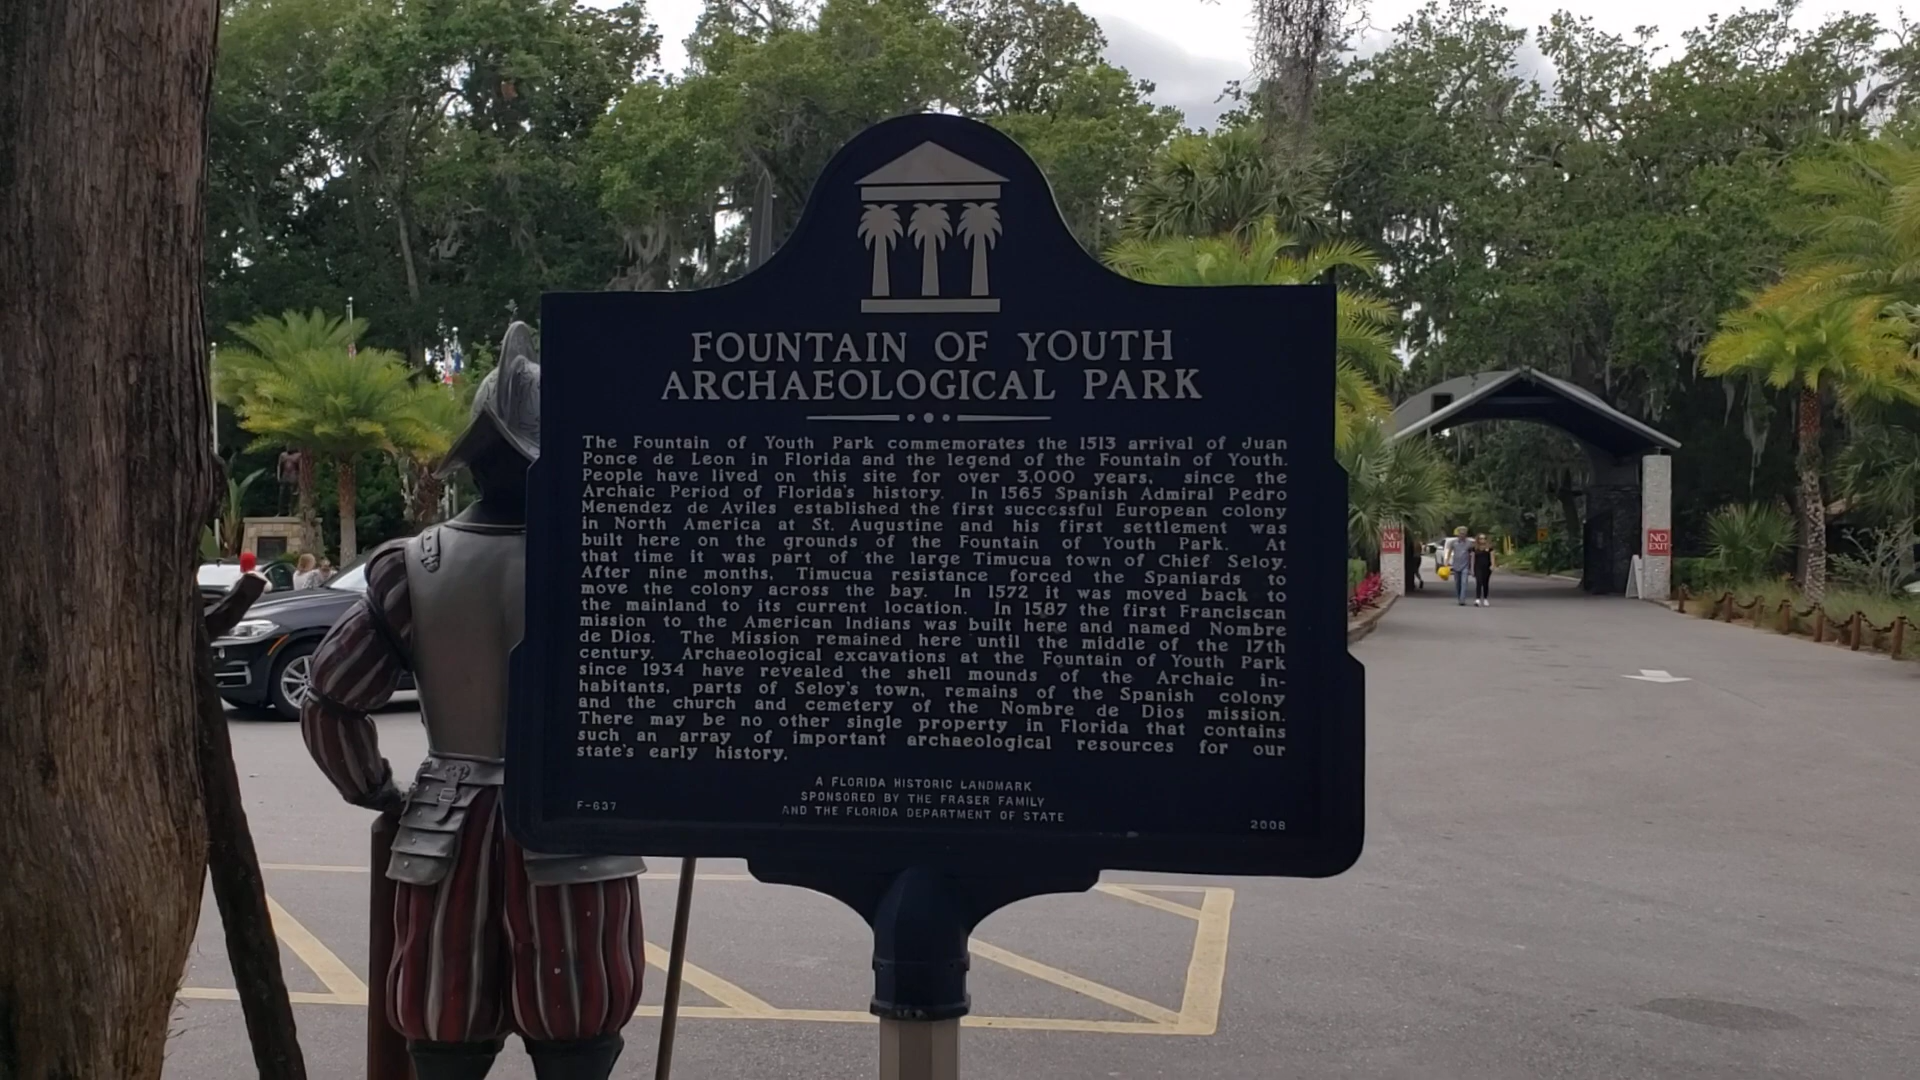 FOUNTAIN OF YOUTH
ARCHAEOLOGICAL PARK
The Fountain of Youth Park commemorates the 1513 arrival of Juan
Ponce de Leon in Florida and the legend of the Fountain of Youth.
People have lived on this site for over 3,000 years, since the
Archaic Period of Florida's history. In 1565 Spanish Admiral Pedro
Menendez de Aviles established the first successful European colony
in North America at St. Augustine and his first settlement was
built here on the grounds of the Fountain of Youth Park. At
that time it was part of the large Timucua town of Chief Seloy.
After nine months, Timucua resistance forced the Spaniards to
move the colony across the bay. In 1572 it was moved back to
the mainland to its current location. In 1587 the first Franciscan
mission to the American Indians was built here and named Nombre
de Dios. The Mission remained here until the middle of the 17th
century. Archaeological excavations at the Fountain of Youth Park
since 1934 have revealed the shell mounds of the Archaic in-
habitants, parts of Seloy's town, remains of the Spanish colony
and the church and cemetery of the Nombre de Dios mission.
There may be no other single property in Florida that contains
such an array of important archaeological resources for our
state's early history.
A FLORIDA HISTORIC LANDMARK
SPONSORED BY THE FRASER FAMILY
AND THE FLORIDA DEPARTMENT OF STATE
F-637
2008
NO
EXIT
NO
EXIT